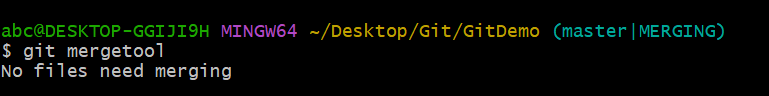 abc@DESKTOP-GGIJI9H MINGW64 ~/Desktop/Git/GitDemo (master|MERGING)
$ git mergetool
No files need merging